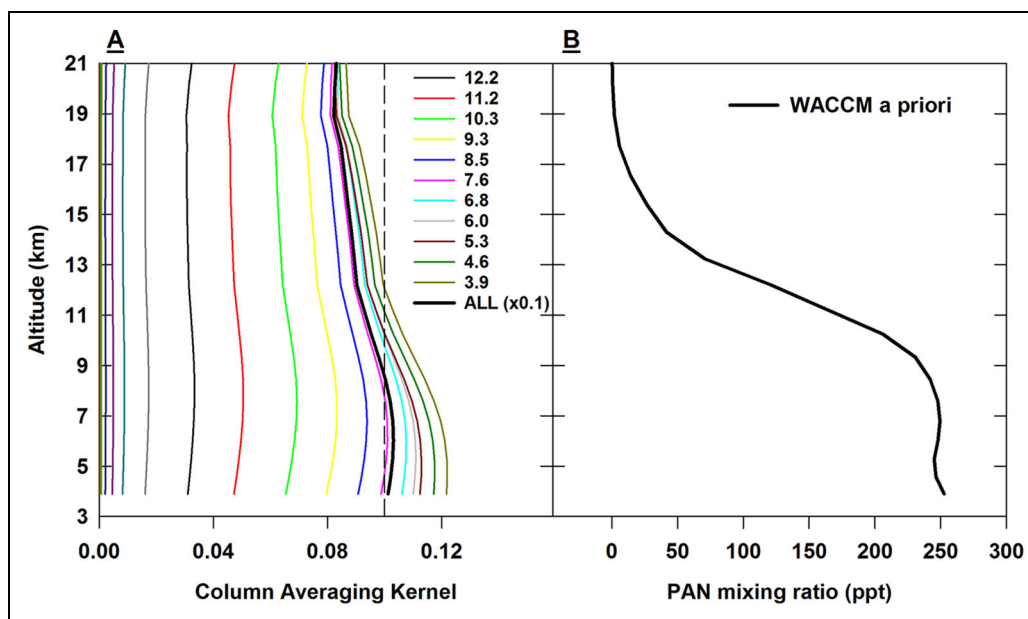 A
B
21
19
17
15
13
11
9
7
5
3
Altitude (km)
12.2
11.2
10.3
9.3
8.5
7.6
6.8
6.0
5.3
4.6
3.9
ALL (x0.1)
0.00 0.04 0.08 0.12
Column Averaging Kernel
WACCM a priori
0 50 100 150 200 250 300
PAN mixing ratio (ppt)